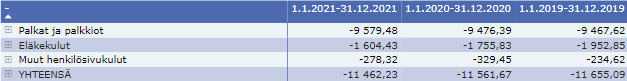 1.1.2021-31.12.2021 1.1.2020-31.12.2020 1.1.2019-31.12.2019
Palkat ja palkkiot -9 579,48 -9 476,39 -9 467,62
Eläkekulut -1 604,43 -1 755,83 -1 952,85
Muut henkilösivukulut -278,32 -329,45 -234,62
YHTEENSÄ -11 462,23 -11 561,67 -11 655,09